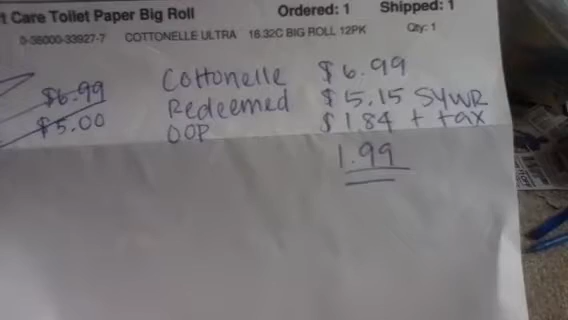 t Care Toilet Paper Big Roll Ordered: 1 Shipped: 1
0-36000-33927-7 COTTONELLE ULTRA 16.32C BIG ROLL 12PK Qty: 1
$6.99 Cottonelle $6.99
$5.00 Redeemed $5.15 SYWR
OOP $1.84 + tax
1.99